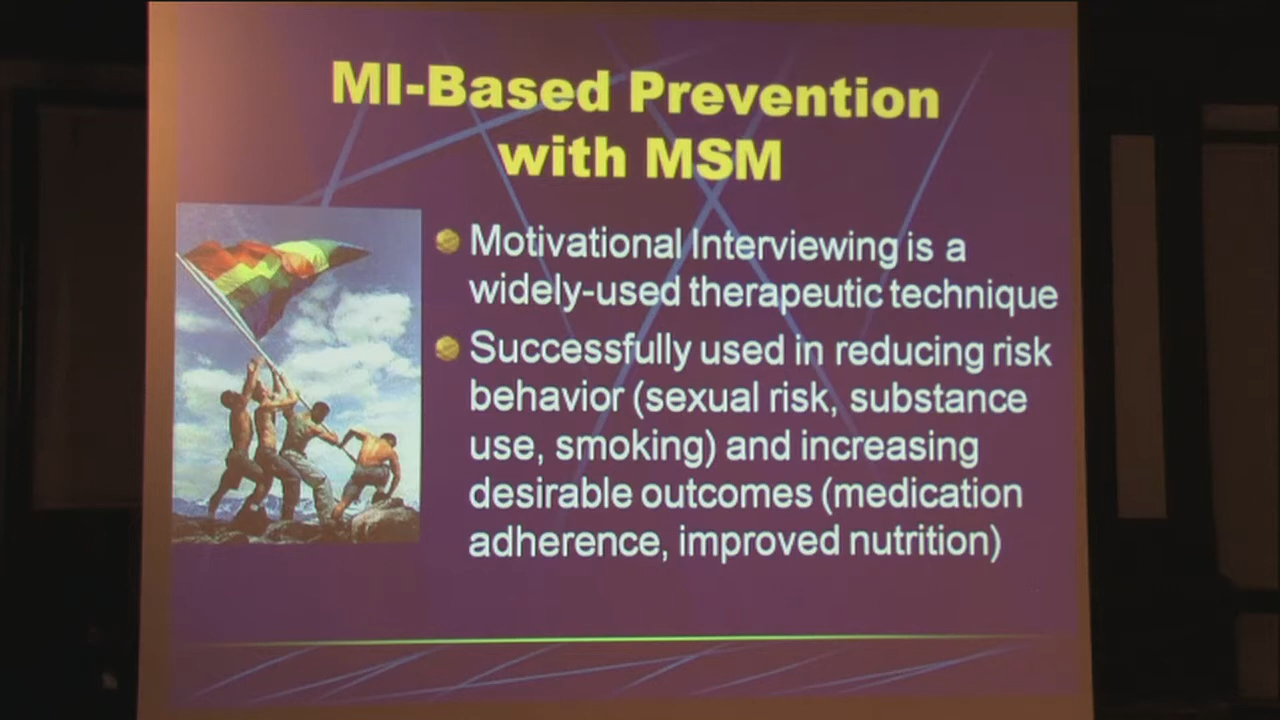 MI-Based Prevention
with MSM
Motivational Interviewing is a
widely-used therapeutic technique
Successfully used in reducing risk
behavior (sexual risk, substance
use, smoking) and increasing
desirable outcomes (medication
adherence, improved nutrition)